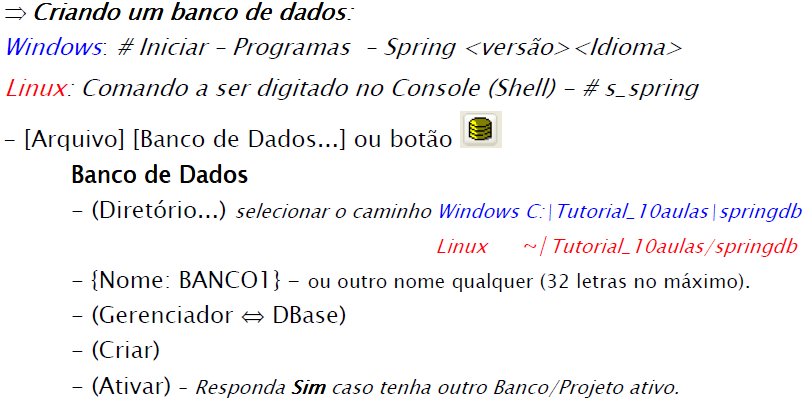 ⇒ Criando um banco de dados:
Windows: # Iniciar – Programas – Spring <versão><Idioma>
Linux: Comando a ser digitado no Console (Shell) – # s_spring
– [Arquivo] [Banco de Dados...] ou botão
Banco de Dados
– (Diretório...) selecionar o caminho Windows C:\Tutorial_10aulas\springdb
Linux ~/Tutorial_10aulas/springdb
– {Nome: BANCO1} – ou outro nome qualquer (32 letras no máximo).
– (Gerenciador ⇔ DBase)
– (Criar)
– (Ativar) – Responda Sim caso tenha outro Banco/Projeto ativo.